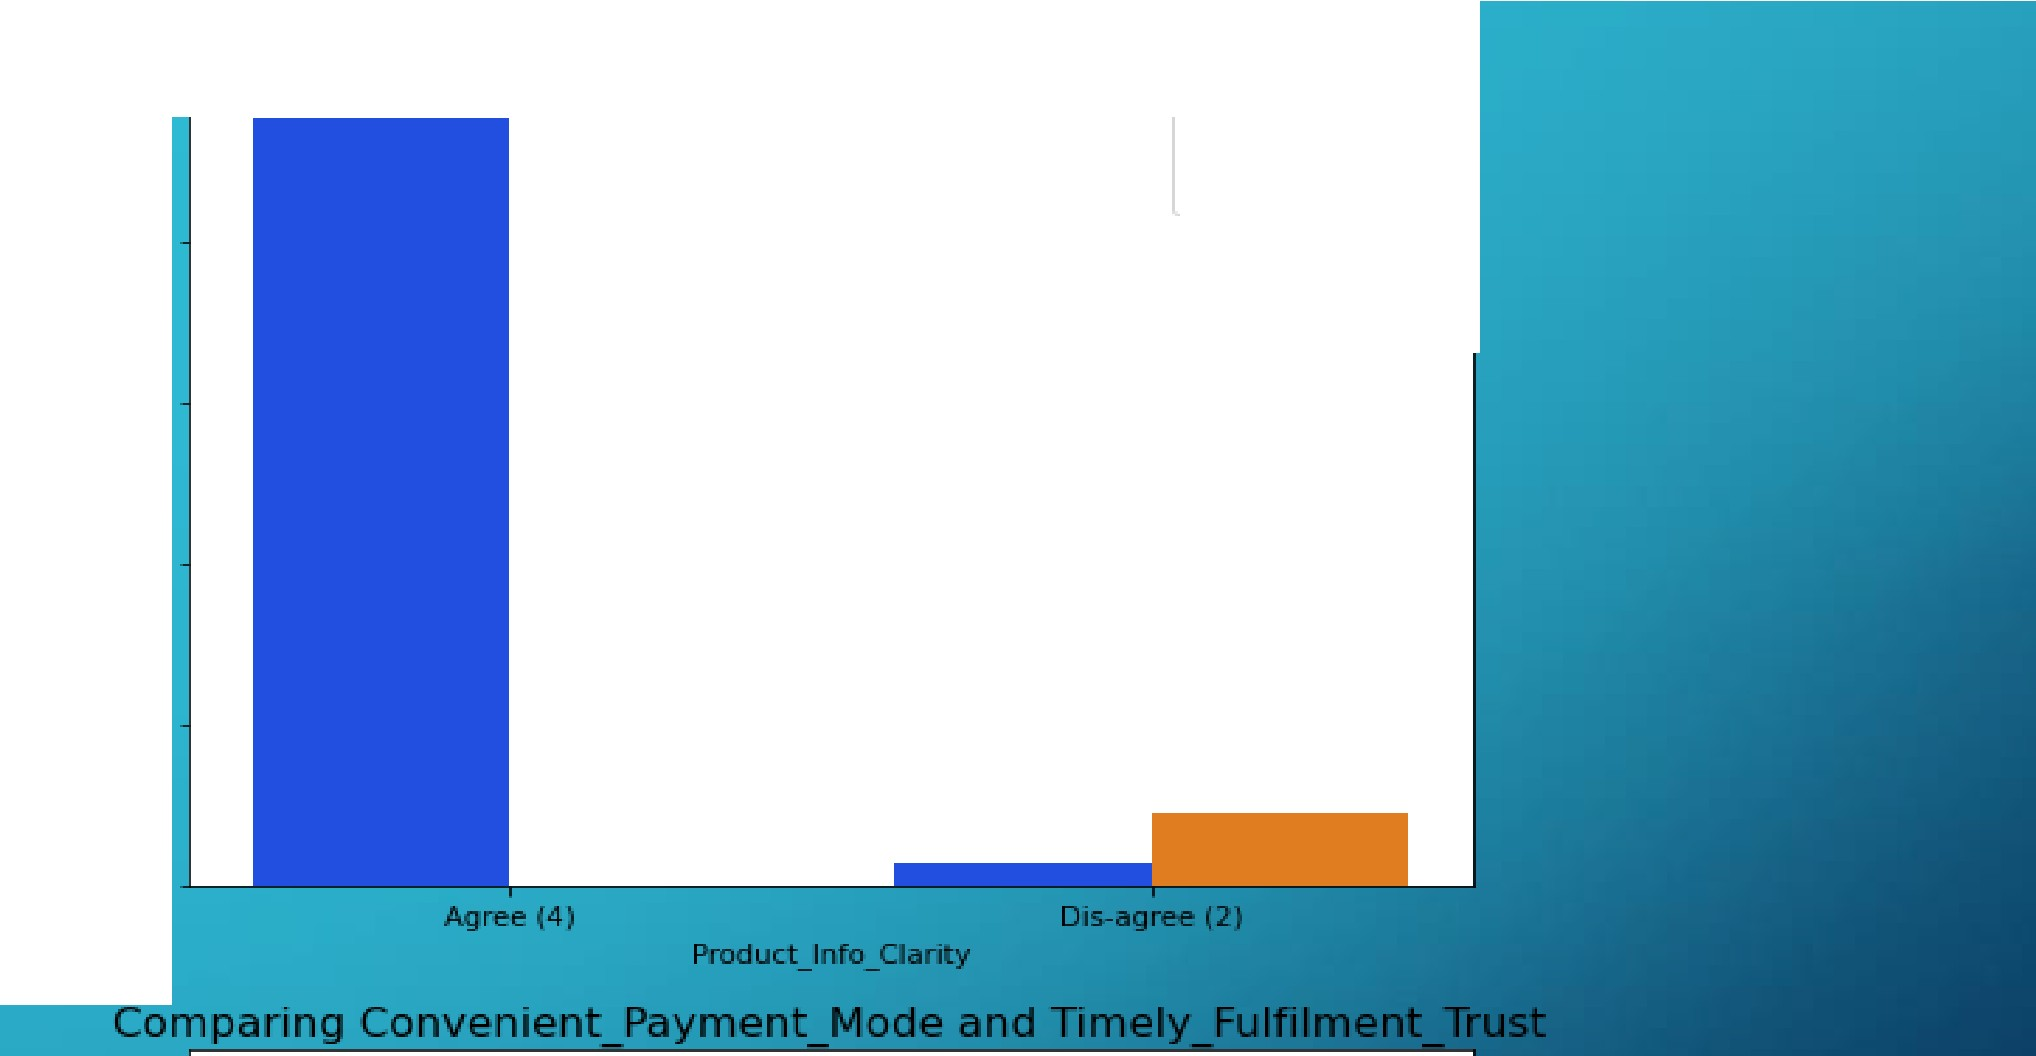 Agree (4) Dis-agree (2)
Product_Info_Clarity
Comparing Convenient_Payment_Mode and Timely_Fulfilment_Trust